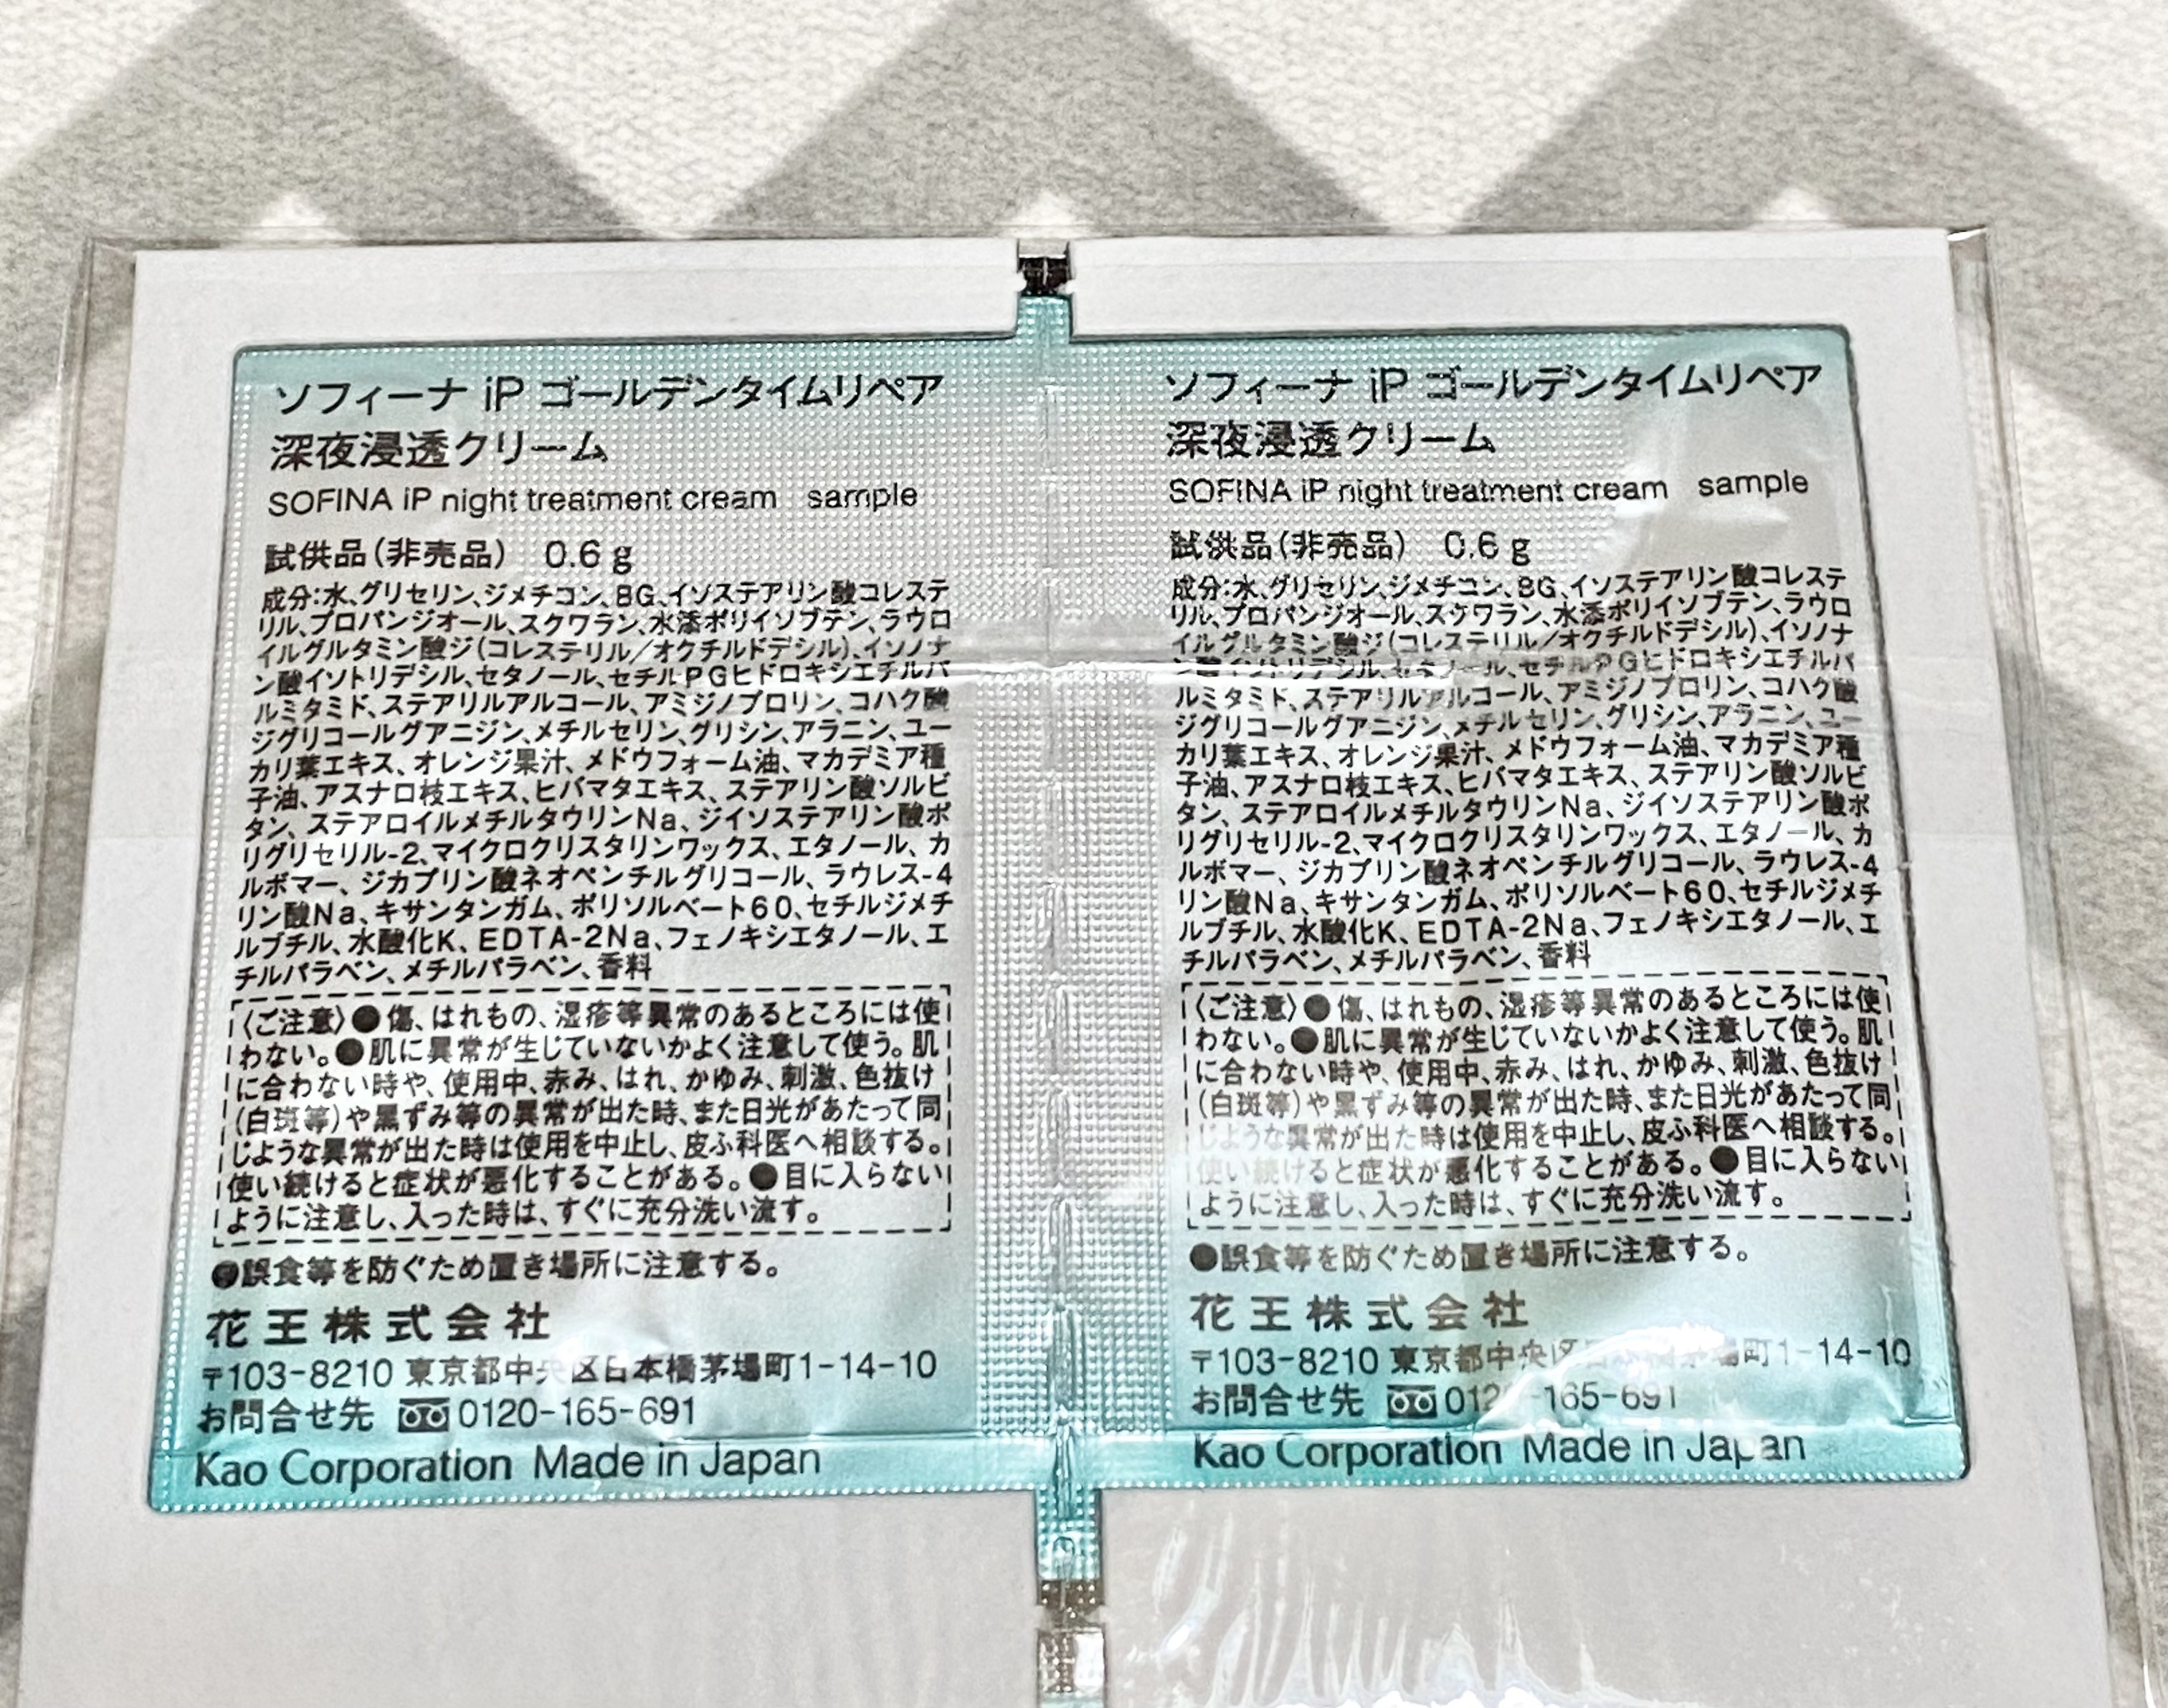 ソフィーナ iP ゴールデンタイムリペア
深夜浸透クリーム
SOFINA iP night treatment cream sample
試供品(非売品) 0.6g
成分:水、グリセリン、ジメチコン、BG、イソステアリン酸コレステ
リル、プロパンジオール、スクワラン、水添ポリイソブテン、ラウロ
イルグルタミン酸ジ(コレステリル/オクチルドデシル)、イソノナ
ン酸イソトリデシル、セタノール、セチルPGヒドロキシエチルパ
ルミタミド、ステアリルアルコール、アミジノプロリン、コハク酸
ジグリコールグアニジン、メチルセリン、グリシン、アラニン、ユー
カリ葉エキス、オレンジ果汁、メドウフォーム油、マカデミア種
子油、アスナロ枝エキス、ヒバマタエキス、ステアリン酸ソルビ
タン、ステアロイルメチルタウリンNa、ジイソステアリン酸ポ
リグリセリル-2、マイクロクリスタリンワックス、エタノール、カ
ルボマー、ジカプリン酸ネオペンチルグリコール、ラウレス-4
リン酸Na、キサンタンガム、ポリソルベート60、セチルジメチ
ルブチル、水酸化K、EDTA-2Na、フェノキシエタノール、エ
チルパラベン、メチルパラベン、香料
〈ご注意〉●傷、はれもの、湿疹等異常のあるところには使
わない。●肌に異常が生じていないかよく注意して使う。肌
に合わない時や、使用中、赤み、はれ、かゆみ、刺激、色抜け
(白斑等)や黒ずみ等の異常が出た時、また日光があたって同
じような異常が出た時は使用を中止し、皮ふ科医へ相談する。
使い続けると症状が悪化することがある。●目に入らない
ように注意し、入った時は、すぐに充分洗い流す。
●誤食等を防ぐため置き場所に注意する。
花王株式会社
〒103-8210 東京都中央区日本橋茅場町1-14-10
お問合せ先 0120-165-691
Kao Corporation Made in Japan
ソフィーナ iP ゴールデンタイムリペア
深夜浸透クリーム
SOFINA iP night treatment cream sample
試供品(非売品) 0.6g
成分:水、グリセリン、ジメチコン、BG、イソステアリン酸コレステ
リル、プロパンジオール、スクワラン、水添ポリイソブテン、ラウロ
イルグルタミン酸ジ(コレステリル/オクチルドデシル)、イソノナ
ン酸イソトリデシル、セタノール、セチルPGヒドロキシエチルパ
ルミタミド、ステアリルアルコール、アミジノプロリン、コハク酸
ジグリコールグアニジン、メチルセリン、グリシン、アラニン、ユー
カリ葉エキス、オレンジ果汁、メドウフォーム油、マカデミア種
子油、アスナロ枝エキス、ヒバマタエキス、ステアリン酸ソルビ
タン、ステアロイルメチルタウリンNa、ジイソステアリン酸ポ
リグリセリル-2、マイクロクリスタリンワックス、エタノール、カ
ルボマー、ジカプリン酸ネオペンチルグリコール、ラウレス-4
リン酸Na、キサンタンガム、ポリソルベート60、セチルジメチ
ルブチル、水酸化K、EDTA-2Na、フェノキシエタノール、エ
チルパラベン、メチルパラベン、香料
〈ご注意〉●傷、はれもの、湿疹等異常のあるところには使
わない。●肌に異常が生じていないかよく注意して使う。肌
に合わない時や、使用中、赤み、はれ、かゆみ、刺激、色抜け
(白斑等)や黒ずみ等の異常が出た時、また日光があたって同
じような異常が出た時は使用を中止し、皮ふ科医へ相談する。
使い続けると症状が悪化することがある。●目に入らない
ように注意し、入った時は、すぐに充分洗い流す。
●誤食等を防ぐため置き場所に注意する。
花王株式会社
〒103-8210 東京都中央区日本橋茅場町1-14-10
お問合せ先 0120-165-691
Kao Corporation Made in Japan